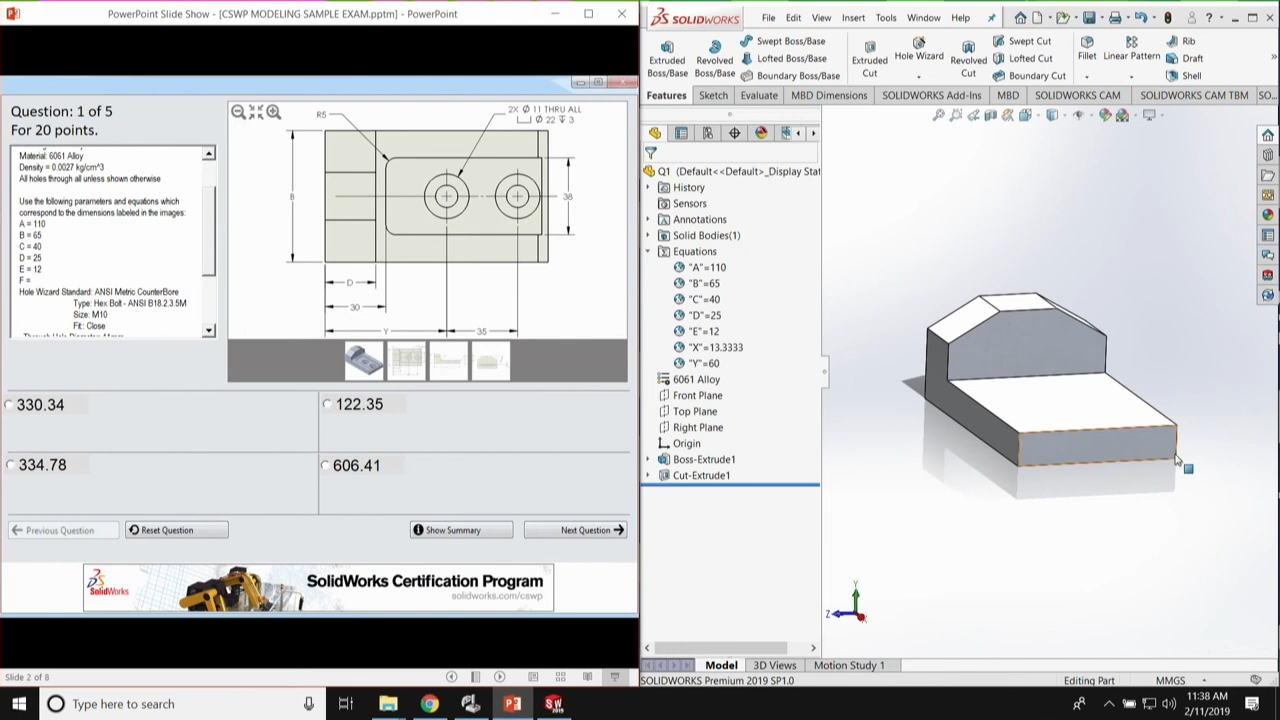 PowerPoint Slide Show - [CSWP MODELING SAMPLE EXAM.pptm] - PowerPoint
Question: 1 of 5
For 20 points.
Material: 6061 Alloy
Density = 0.0027 kg/cm^3
All holes through all unless shown otherwise
Use the following parameters and equations which
correspond to the dimensions labeled in the images:
A = 110
B = 65
C = 40
D = 25
E = 12
F =
Hole Wizard Standard: ANSI Metric CounterBore
Type: Hex Bolt - ANSI B18.2.3.5M
Size: M10
Fit: Close
R5
2X Ø 11 THRU ALL
⌴ Ø 22 ↧ 3
B
38
D
30
Y
35
330.34
122.35
334.78
606.41
Previous Question
Reset Question
Show Summary
Next Question
SolidWorks
SolidWorks Certification Program
solidworks.com/cswp
Slide 2 of 8
SOLIDWORKS
File Edit View Insert Tools Window Help
Extruded Boss/Base
Revolved Boss/Base
Swept Boss/Base
Lofted Boss/Base
Boundary Boss/Base
Extruded Cut
Hole Wizard
Revolved Cut
Swept Cut
Lofted Cut
Boundary Cut
Fillet
Linear Pattern
Rib
Draft
Shell
Features Sketch Evaluate MBD Dimensions SOLIDWORKS Add-Ins MBD SOLIDWORKS CAM SOLIDWORKS CAM TBM SO...
Q1 (Default<<Default>_Display Stat
History
Sensors
Annotations
Solid Bodies(1)
Equations
"A"=110
"B"=65
"C"=40
"D"=25
"E"=12
"X"=13.3333
"Y"=60
6061 Alloy
Front Plane
Top Plane
Right Plane
Origin
Boss-Extrude1
Cut-Extrude1
Y
Z
Model 3D Views Motion Study 1
SOLIDWORKS Premium 2019 SP1.0
Editing Part
MMGS
Type here to search
11:38 AM
2/11/2019